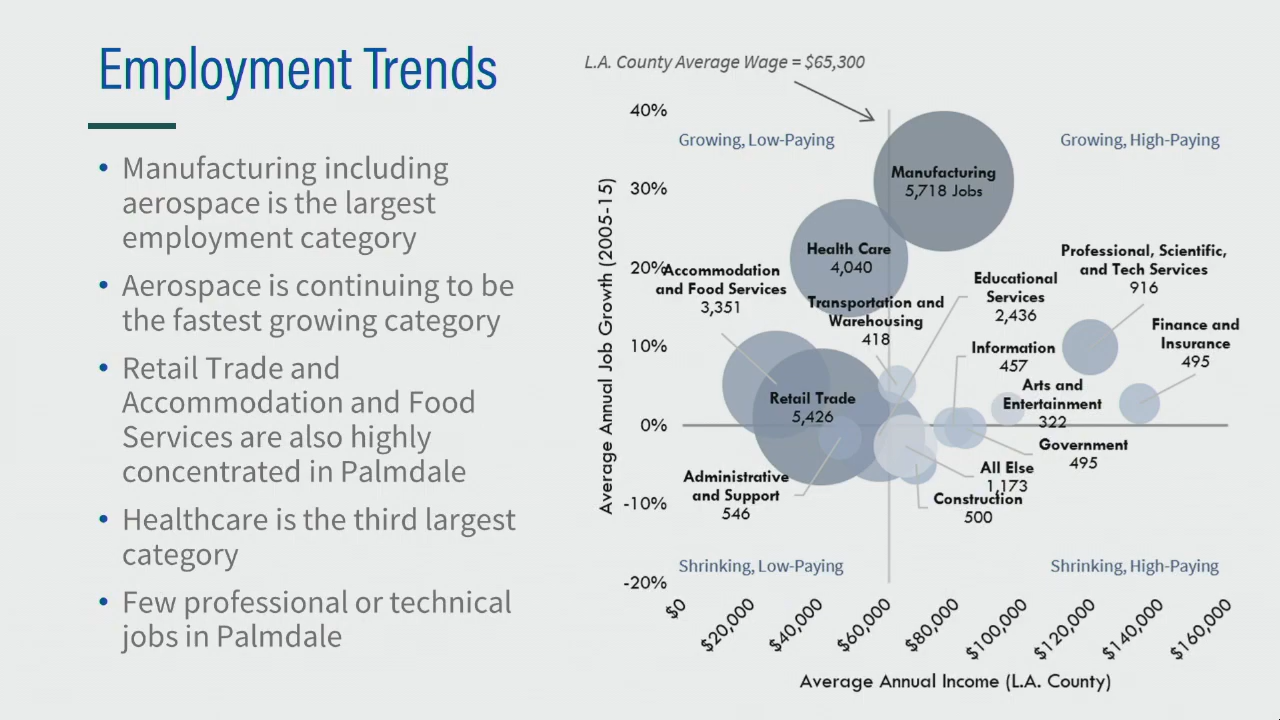 Employment Trends
• Manufacturing including
aerospace is the largest
employment category
• Aerospace is continuing to be
the fastest growing category
• Retail Trade and
Accommodation and Food
Services are also highly
concentrated in Palmdale
• Healthcare is the third largest
category
• Few professional or technical
jobs in Palmdale
L.A. County Average Wage = $65,300
Average Annual Job Growth (2005-15)
40%
30%
20%
10%
0%
-10%
-20%
Growing, Low-Paying
Growing, High-Paying
Manufacturing
5,718 Jobs
Health Care
4,040
Accommodation
and Food Services
3,351
Transportation and
Warehousing
418
Educational
Services
2,436
Professional, Scientific,
and Tech Services
916
Finance and
Insurance
495
Information
457
Arts and
Entertainment
322
Retail Trade
5,426
Government
495
All Else
1,173
Construction
500
Administrative
and Support
546
Shrinking, Low-Paying
Shrinking, High-Paying
$0
$20,000
$40,000
$60,000
$80,000
$100,000
$120,000
$140,000
$160,000
Average Annual Income (L.A. County)